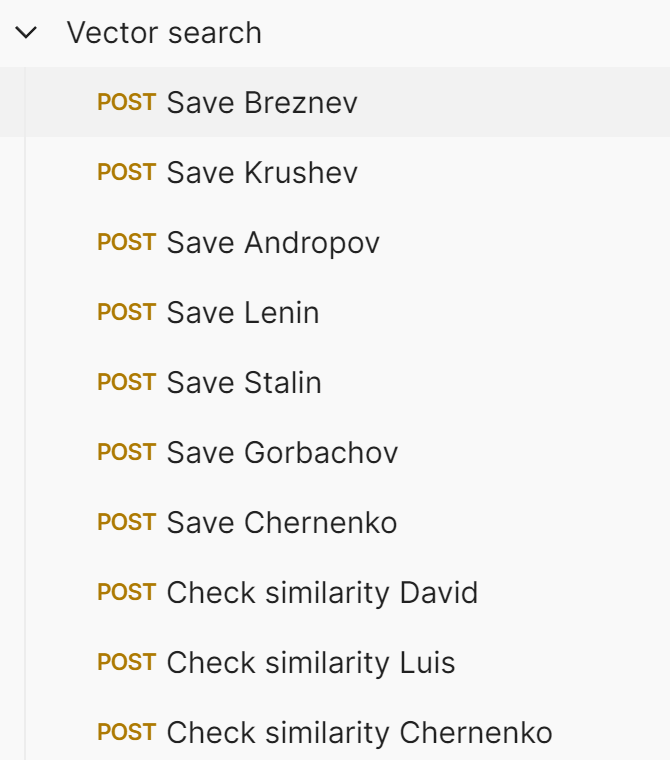 Vector search
POST Save Breznev
POST Save Krushev
POST Save Andropov
POST Save Lenin
POST Save Stalin
POST Save Gorbachov
POST Save Chernenko
POST Check similarity David
POST Check similarity Luis
POST Check similarity Chernenko